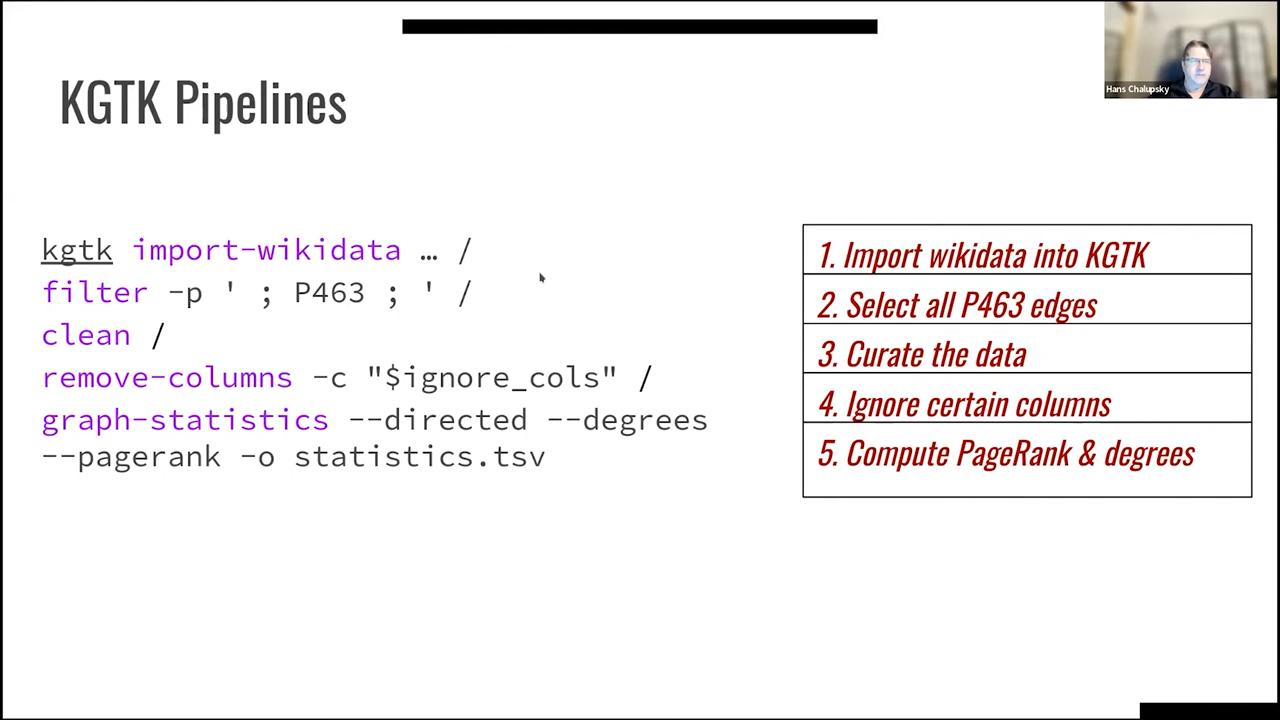 Hans Chalupsky
KGTK Pipelines
kgtk import-wikidata … /
filter -p ' ; P463 ; ' /
clean /
remove-columns -c "$ignore_cols" /
graph-statistics --directed --degrees
--pagerank -o statistics.tsv
1. Import wikidata into KGTK
2. Select all P463 edges
3. Curate the data
4. Ignore certain columns
5. Compute PageRank & degrees